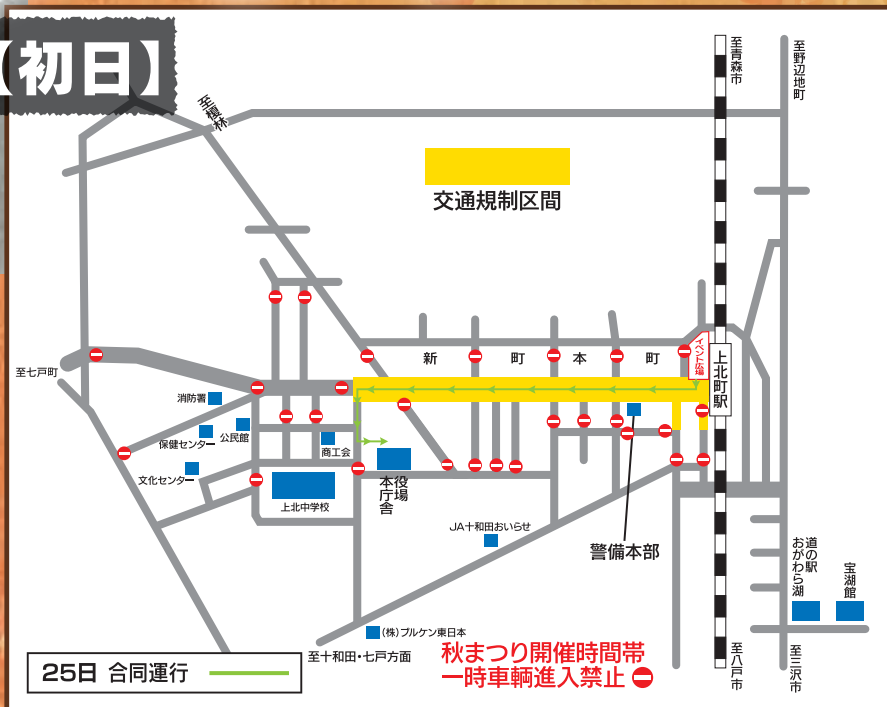 【初日】
至榎林
至青森市
至野辺地町
交通規制区間
新町
本町
イベント広場
上北町駅
至七戸町
消防署
公民館
保健センター
商工会
文化センター
上北中学校
役場
本庁舎
JA十和田おいらせ
警備本部
道の駅
おがわら湖
宝湖館
(株)ブルケン東日本
至十和田・七戸方面
至八戸市
至三沢市
25日 合同運行
秋まつり開催時間帯
一時車輌進入禁止